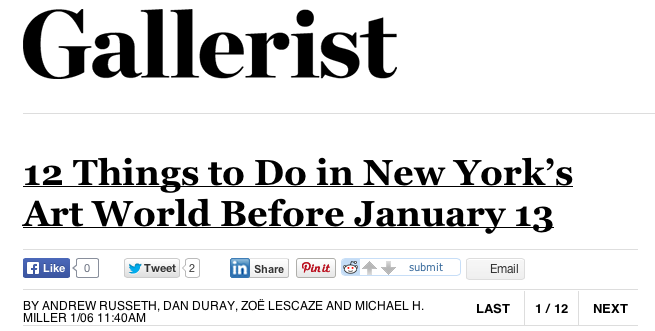 Gallerist
12 Things to Do in New York's
Art World Before January 13
Like 0 Tweet 2 in Share Pin it submit Email
BY ANDREW RUSSETH, DAN DURAY, ZOË LESCAZE AND MICHAEL H.
MILLER 1/06 11:40AM
LAST 1 / 12 NEXT